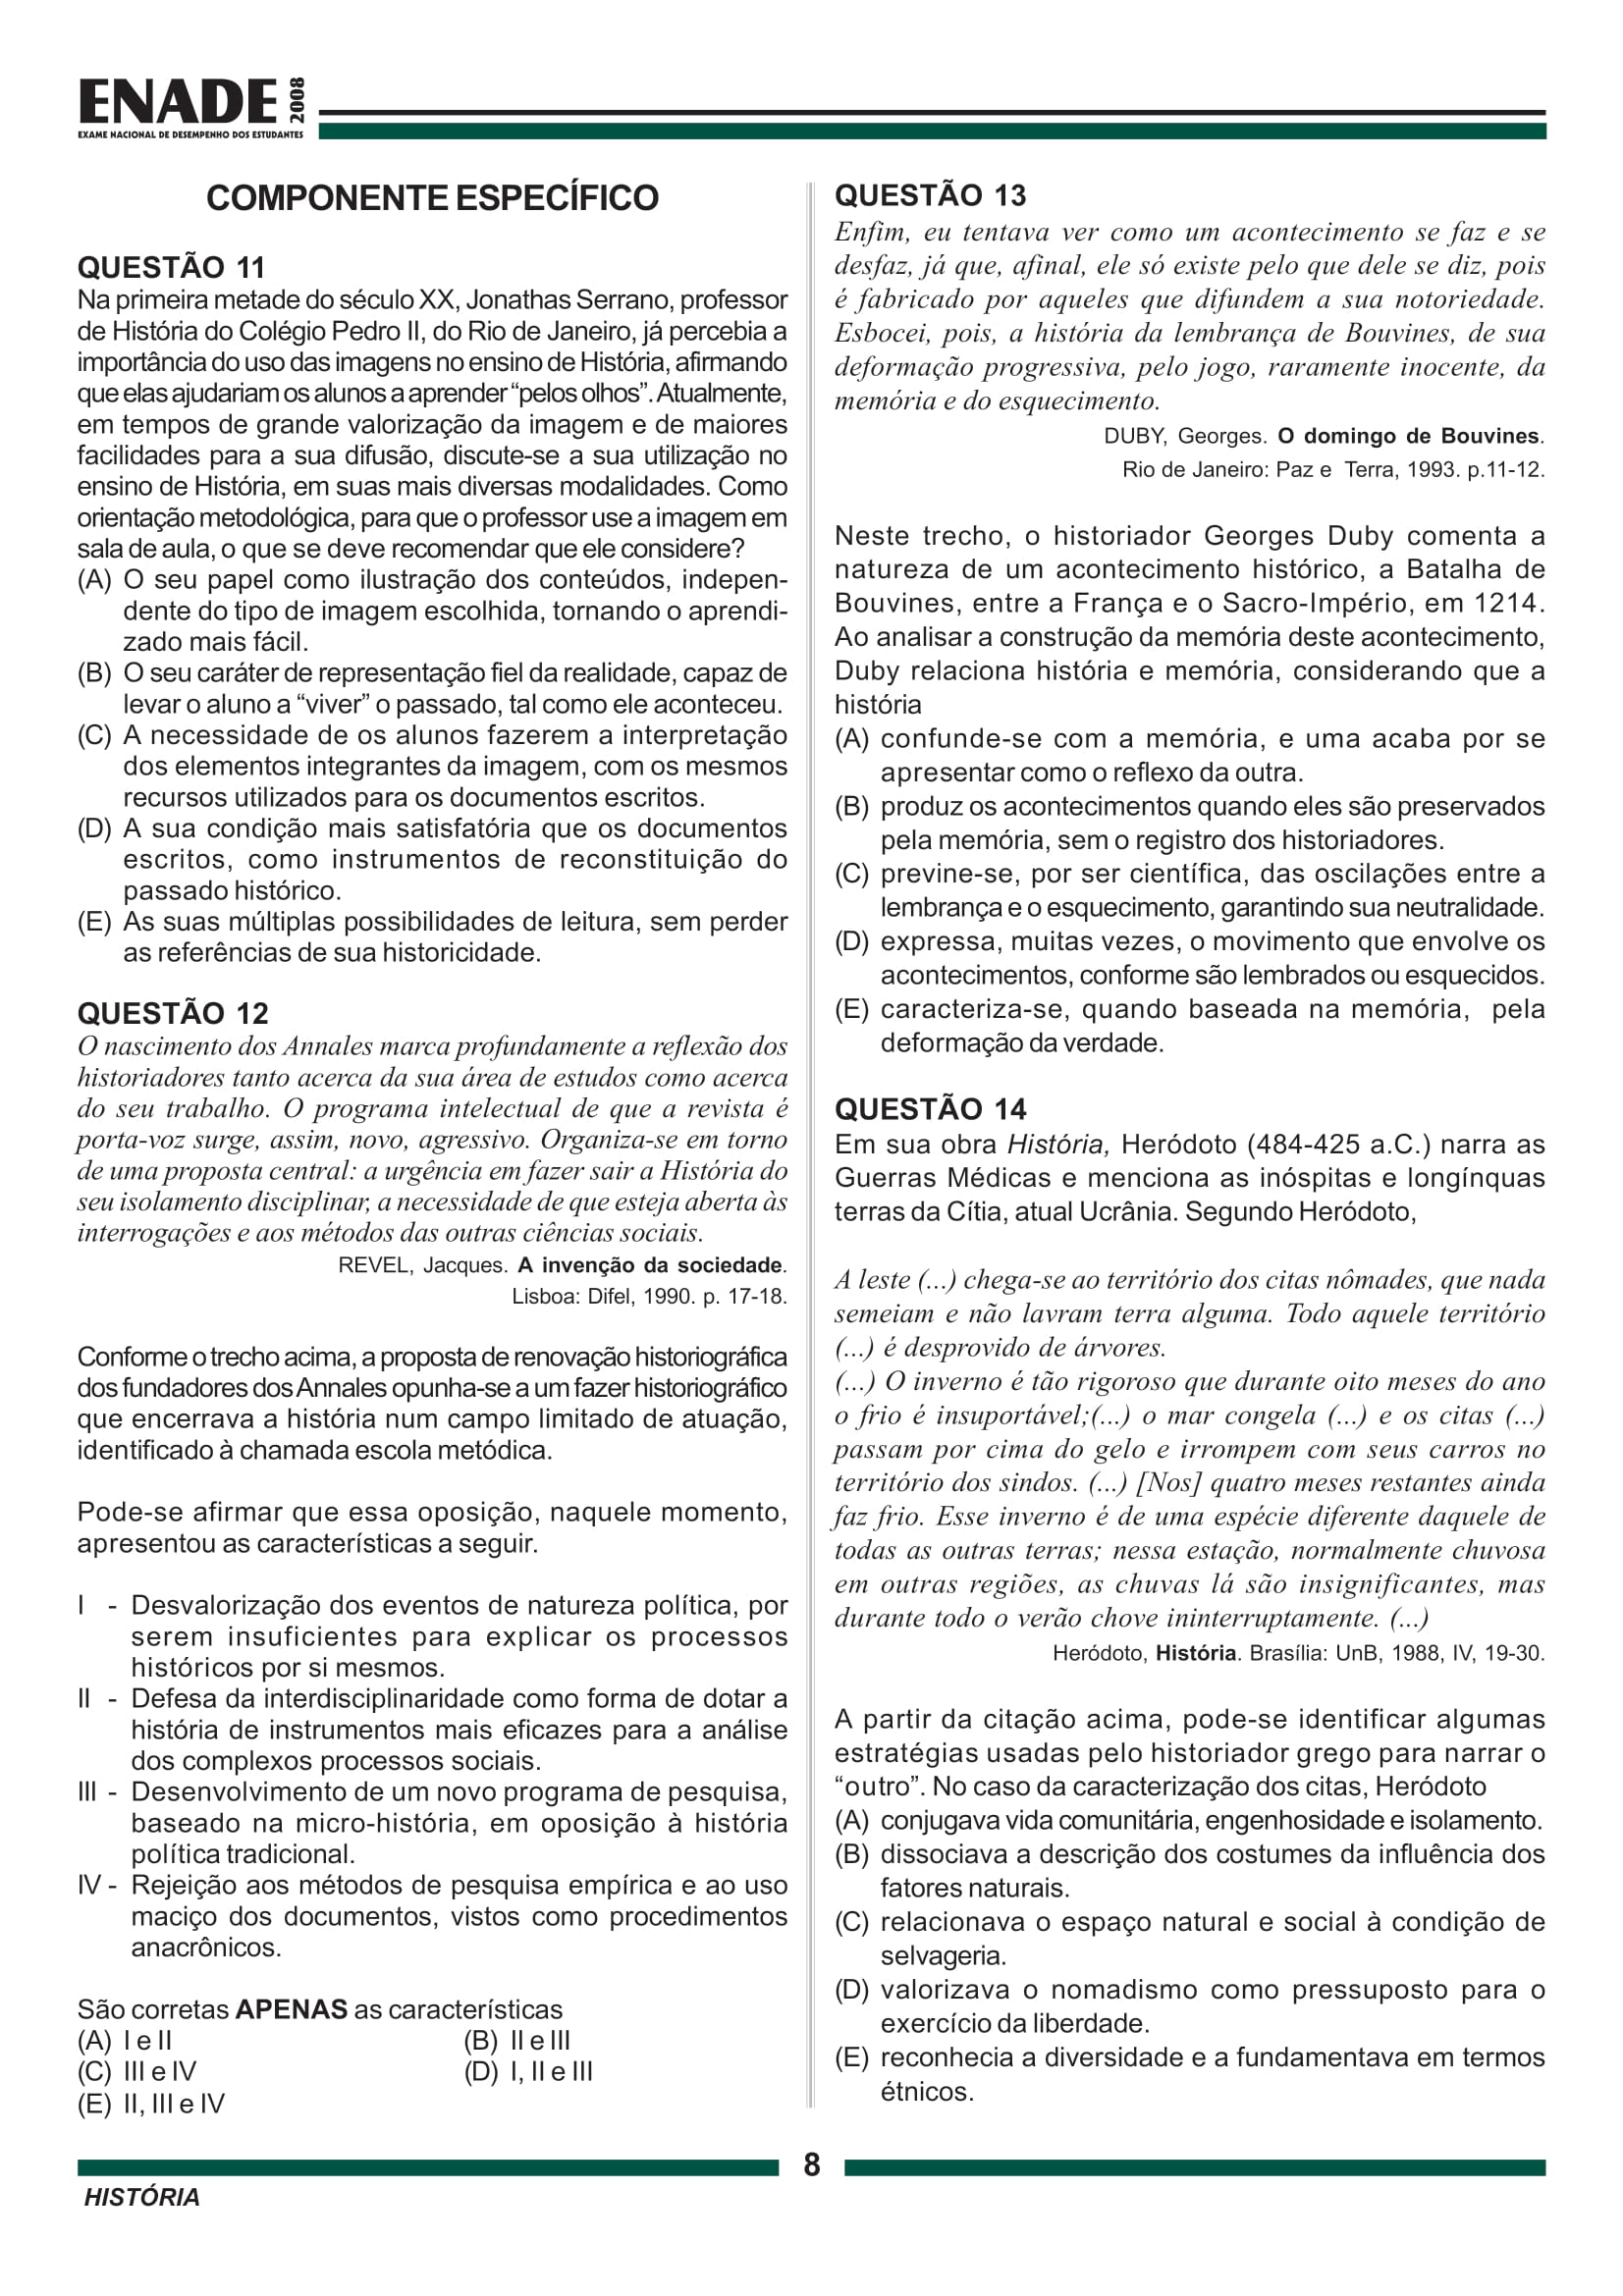 ENADE 2008
EXAME NACIONAL DE DESEMPENHO DOS ESTUDANTES
COMPONENTE ESPECÍFICO
QUESTÃO 11
Na primeira metade do século XX, Jonathas Serrano, professor
de História do Colégio Pedro II, do Rio de Janeiro, já percebia a
importância do uso das imagens no ensino de História, afirmando
que elas ajudariam os alunos a aprender “pelos olhos”. Atualmente,
em tempos de grande valorização da imagem e de maiores
facilidades para a sua difusão, discute-se a sua utilização no
ensino de História, em suas mais diversas modalidades. Como
orientação metodológica, para que o professor use a imagem em
sala de aula, o que se deve recomendar que ele considere?
(A) O seu papel como ilustração dos conteúdos, indepen-
dente do tipo de imagem escolhida, tornando o aprendi-
zado mais fácil.
(B) O seu caráter de representação fiel da realidade, capaz de
levar o aluno a “viver” o passado, tal como ele aconteceu.
(C) A necessidade de os alunos fazerem a interpretação
dos elementos integrantes da imagem, com os mesmos
recursos utilizados para os documentos escritos.
(D) A sua condição mais satisfatória que os documentos
escritos, como instrumentos de reconstituição do
passado histórico.
(E) As suas múltiplas possibilidades de leitura, sem perder
as referências de sua historicidade.
QUESTÃO 12
O nascimento dos Annales marca profundamente a reflexão dos
historiadores tanto acerca da sua área de estudos como acerca
do seu trabalho. O programa intelectual de que a revista é
porta-voz surge, assim, novo, agressivo. Organiza-se em torno
de uma proposta central: a urgência em fazer sair a História do
seu isolamento disciplinar, a necessidade de que esteja aberta às
interrogações e aos métodos das outras ciências sociais.
REVEL, Jacques. A invenção da sociedade.
Lisboa: Difel, 1990. p. 17-18.
Conforme o trecho acima, a proposta de renovação historiográfica
dos fundadores dos Annales opunha-se a um fazer historiográfico
que encerrava a história num campo limitado de atuação,
identificado à chamada escola metódica.
Pode-se afirmar que essa oposição, naquele momento,
apresentou as características a seguir.
I - Desvalorização dos eventos de natureza política, por
serem insuficientes para explicar os processos
históricos por si mesmos.
II - Defesa da interdisciplinaridade como forma de dotar a
história de instrumentos mais eficazes para a análise
dos complexos processos sociais.
III - Desenvolvimento de um novo programa de pesquisa,
baseado na micro-história, em oposição à história
política tradicional.
IV - Rejeição aos métodos de pesquisa empírica e ao uso
maciço dos documentos, vistos como procedimentos
anacrônicos.
São corretas APENAS as características
(A) I e II (B) II e III
(C) III e IV (D) I, II e III
(E) II, III e IV
QUESTÃO 13
Enfim, eu tentava ver como um acontecimento se faz e se
desfaz, já que, afinal, ele só existe pelo que dele se diz, pois
é fabricado por aqueles que difundem a sua notoriedade.
Esbocei, pois, a história da lembrança de Bouvines, de sua
deformação progressiva, pelo jogo, raramente inocente, da
memória e do esquecimento.
DUBY, Georges. O domingo de Bouvines.
Rio de Janeiro: Paz e Terra, 1993. p.11-12.
Neste trecho, o historiador Georges Duby comenta a
natureza de um acontecimento histórico, a Batalha de
Bouvines, entre a França e o Sacro-Império, em 1214.
Ao analisar a construção da memória deste acontecimento,
Duby relaciona história e memória, considerando que a
história
(A) confunde-se com a memória, e uma acaba por se
apresentar como o reflexo da outra.
(B) produz os acontecimentos quando eles são preservados
pela memória, sem o registro dos historiadores.
(C) previne-se, por ser científica, das oscilações entre a
lembrança e o esquecimento, garantindo sua neutralidade.
(D) expressa, muitas vezes, o movimento que envolve os
acontecimentos, conforme são lembrados ou esquecidos.
(E) caracteriza-se, quando baseada na memória, pela
deformação da verdade.
QUESTÃO 14
Em sua obra História, Heródoto (484-425 a.C.) narra as
Guerras Médicas e menciona as inóspitas e longínquas
terras da Cítia, atual Ucrânia. Segundo Heródoto,
A leste (...) chega-se ao território dos citas nômades, que nada
semeiam e não lavram terra alguma. Todo aquele território
(...) é desprovido de árvores.
(...) O inverno é tão rigoroso que durante oito meses do ano
o frio é insuportável;(...) o mar congela (...) e os citas (...)
passam por cima do gelo e irrompem com seus carros no
território dos sindos. (...) [Nos] quatro meses restantes ainda
faz frio. Esse inverno é de uma espécie diferente daquele de
todas as outras terras; nessa estação, normalmente chuvosa
em outras regiões, as chuvas lá são insignificantes, mas
durante todo o verão chove ininterruptamente. (...)
Heródoto, História. Brasília: UnB, 1988, IV, 19-30.
A partir da citação acima, pode-se identificar algumas
estratégias usadas pelo historiador grego para narrar o
“outro”. No caso da caracterização dos citas, Heródoto
(A) conjugava vida comunitária, engenhosidade e isolamento.
(B) dissociava a descrição dos costumes da influência dos
fatores naturais.
(C) relacionava o espaço natural e social à condição de
selvageria.
(D) valorizava o nomadismo como pressuposto para o
exercício da liberdade.
(E) reconhecia a diversidade e a fundamentava em termos
étnicos.
8
HISTÓRIA